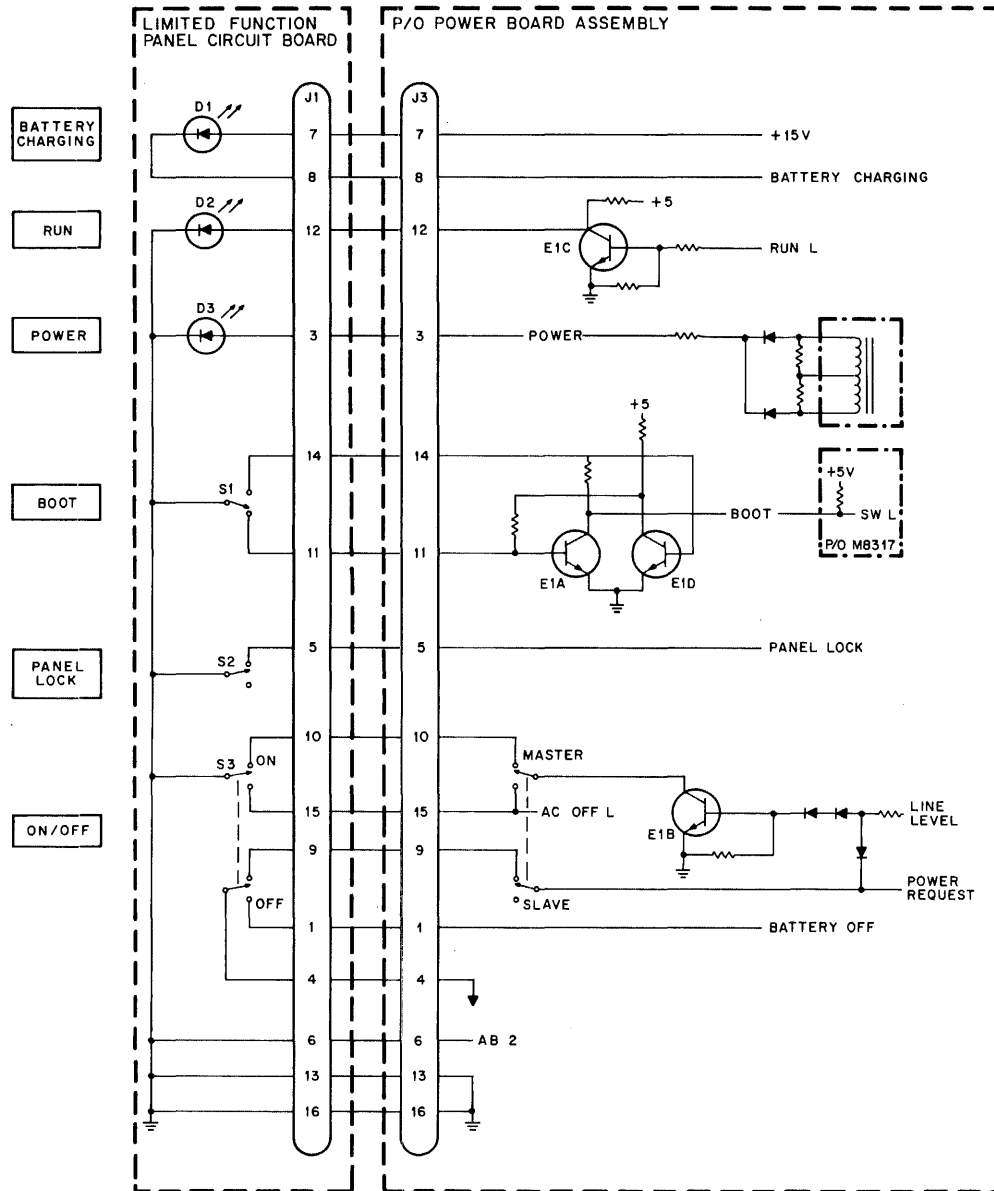 LIMITED FUNCTION
PANEL CIRCUIT BOARD
P/O POWER BOARD ASSEMBLY
J1
J3
BATTERY
CHARGING
D1
7
7
+15V
8
8
BATTERY CHARGING
RUN
D2
12
12
+5
E1C
RUN L
POWER
D3
3
3
POWER
+5
14
14
+5V
BOOT
S1
BOOT
SW L
P/O M8317
11
11
E1A
E1D
PANEL
LOCK
S2
5
5
PANEL LOCK
10
10
MASTER
S3
ON
ON/OFF
15
15
AC OFF L
E1B
LINE
LEVEL
9
9
POWER
REQUEST
OFF
SLAVE
1
1
BATTERY OFF
4
4
6
6
AB 2
13
13
16
16